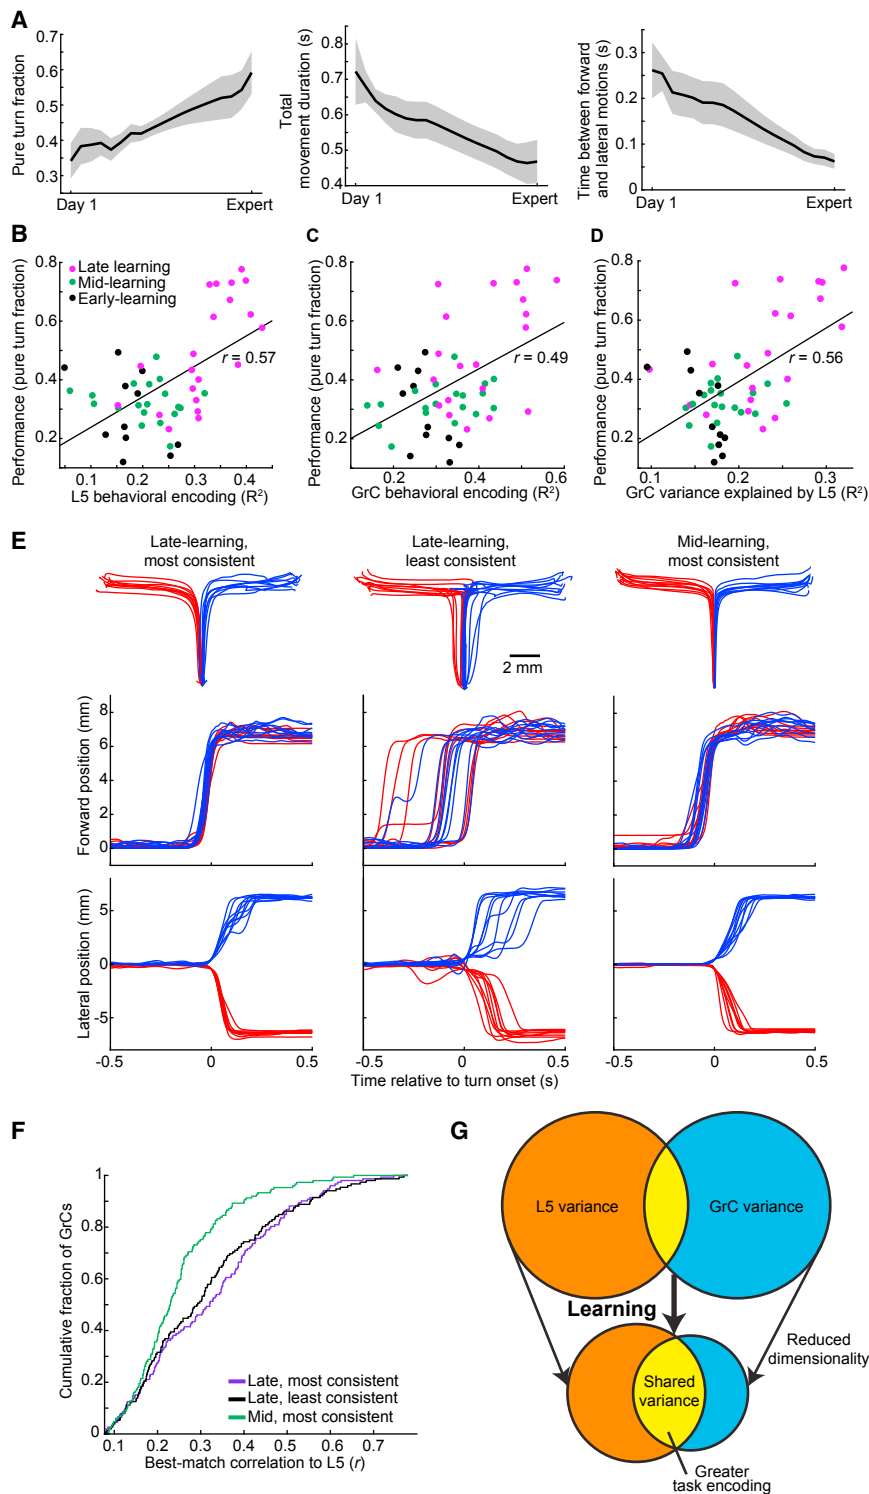 A
Pure turn fraction
0.7
0.6
0.5
0.4
0.3
Day 1
Expert
Total
movement duration (s)
0.8
0.7
0.6
0.5
0.4
Day 1
Expert
Time between forward
and lateral motions (s)
0.3
0.2
0.1
0
Day 1
Expert
B
Performance (pure turn fraction)
0.8
0.6
0.4
0.2
Late learning
Mid-learning
Early-learning
r = 0.57
0.1
0.2
0.3
0.4
L5 behavioral encoding (R2)
C
Performance (pure turn fraction)
0.8
0.6
0.4
0.2
r = 0.49
0
0.2
0.4
0.6
GrC behavioral encoding (R2)
D
Performance (pure turn fraction)
0.8
0.6
0.4
0.2
r = 0.56
0.1
0.2
0.3
GrC variance explained by L5 (R2)
E
Late-learning,
most consistent
Late-learning,
least consistent
Mid-learning,
most consistent
2 mm
Forward position (mm)
8
6
4
2
0
Lateral position (mm)
5
0
-5
-0.5
0
0.5
-0.5
0
0.5
-0.5
0
0.5
Time relative to turn onset (s)
F
Cumulative fraction of GrCs
1
0.8
0.6
0.4
0.2
0
Late, most consistent
Late, least consistent
Mid, most consistent
0.1
0.2
0.3
0.4
0.5
0.6
0.7
Best-match correlation to L5 (r)
G
L5 variance
GrC variance
Learning
Reduced
dimensionality
Shared
variance
Greater
task encoding